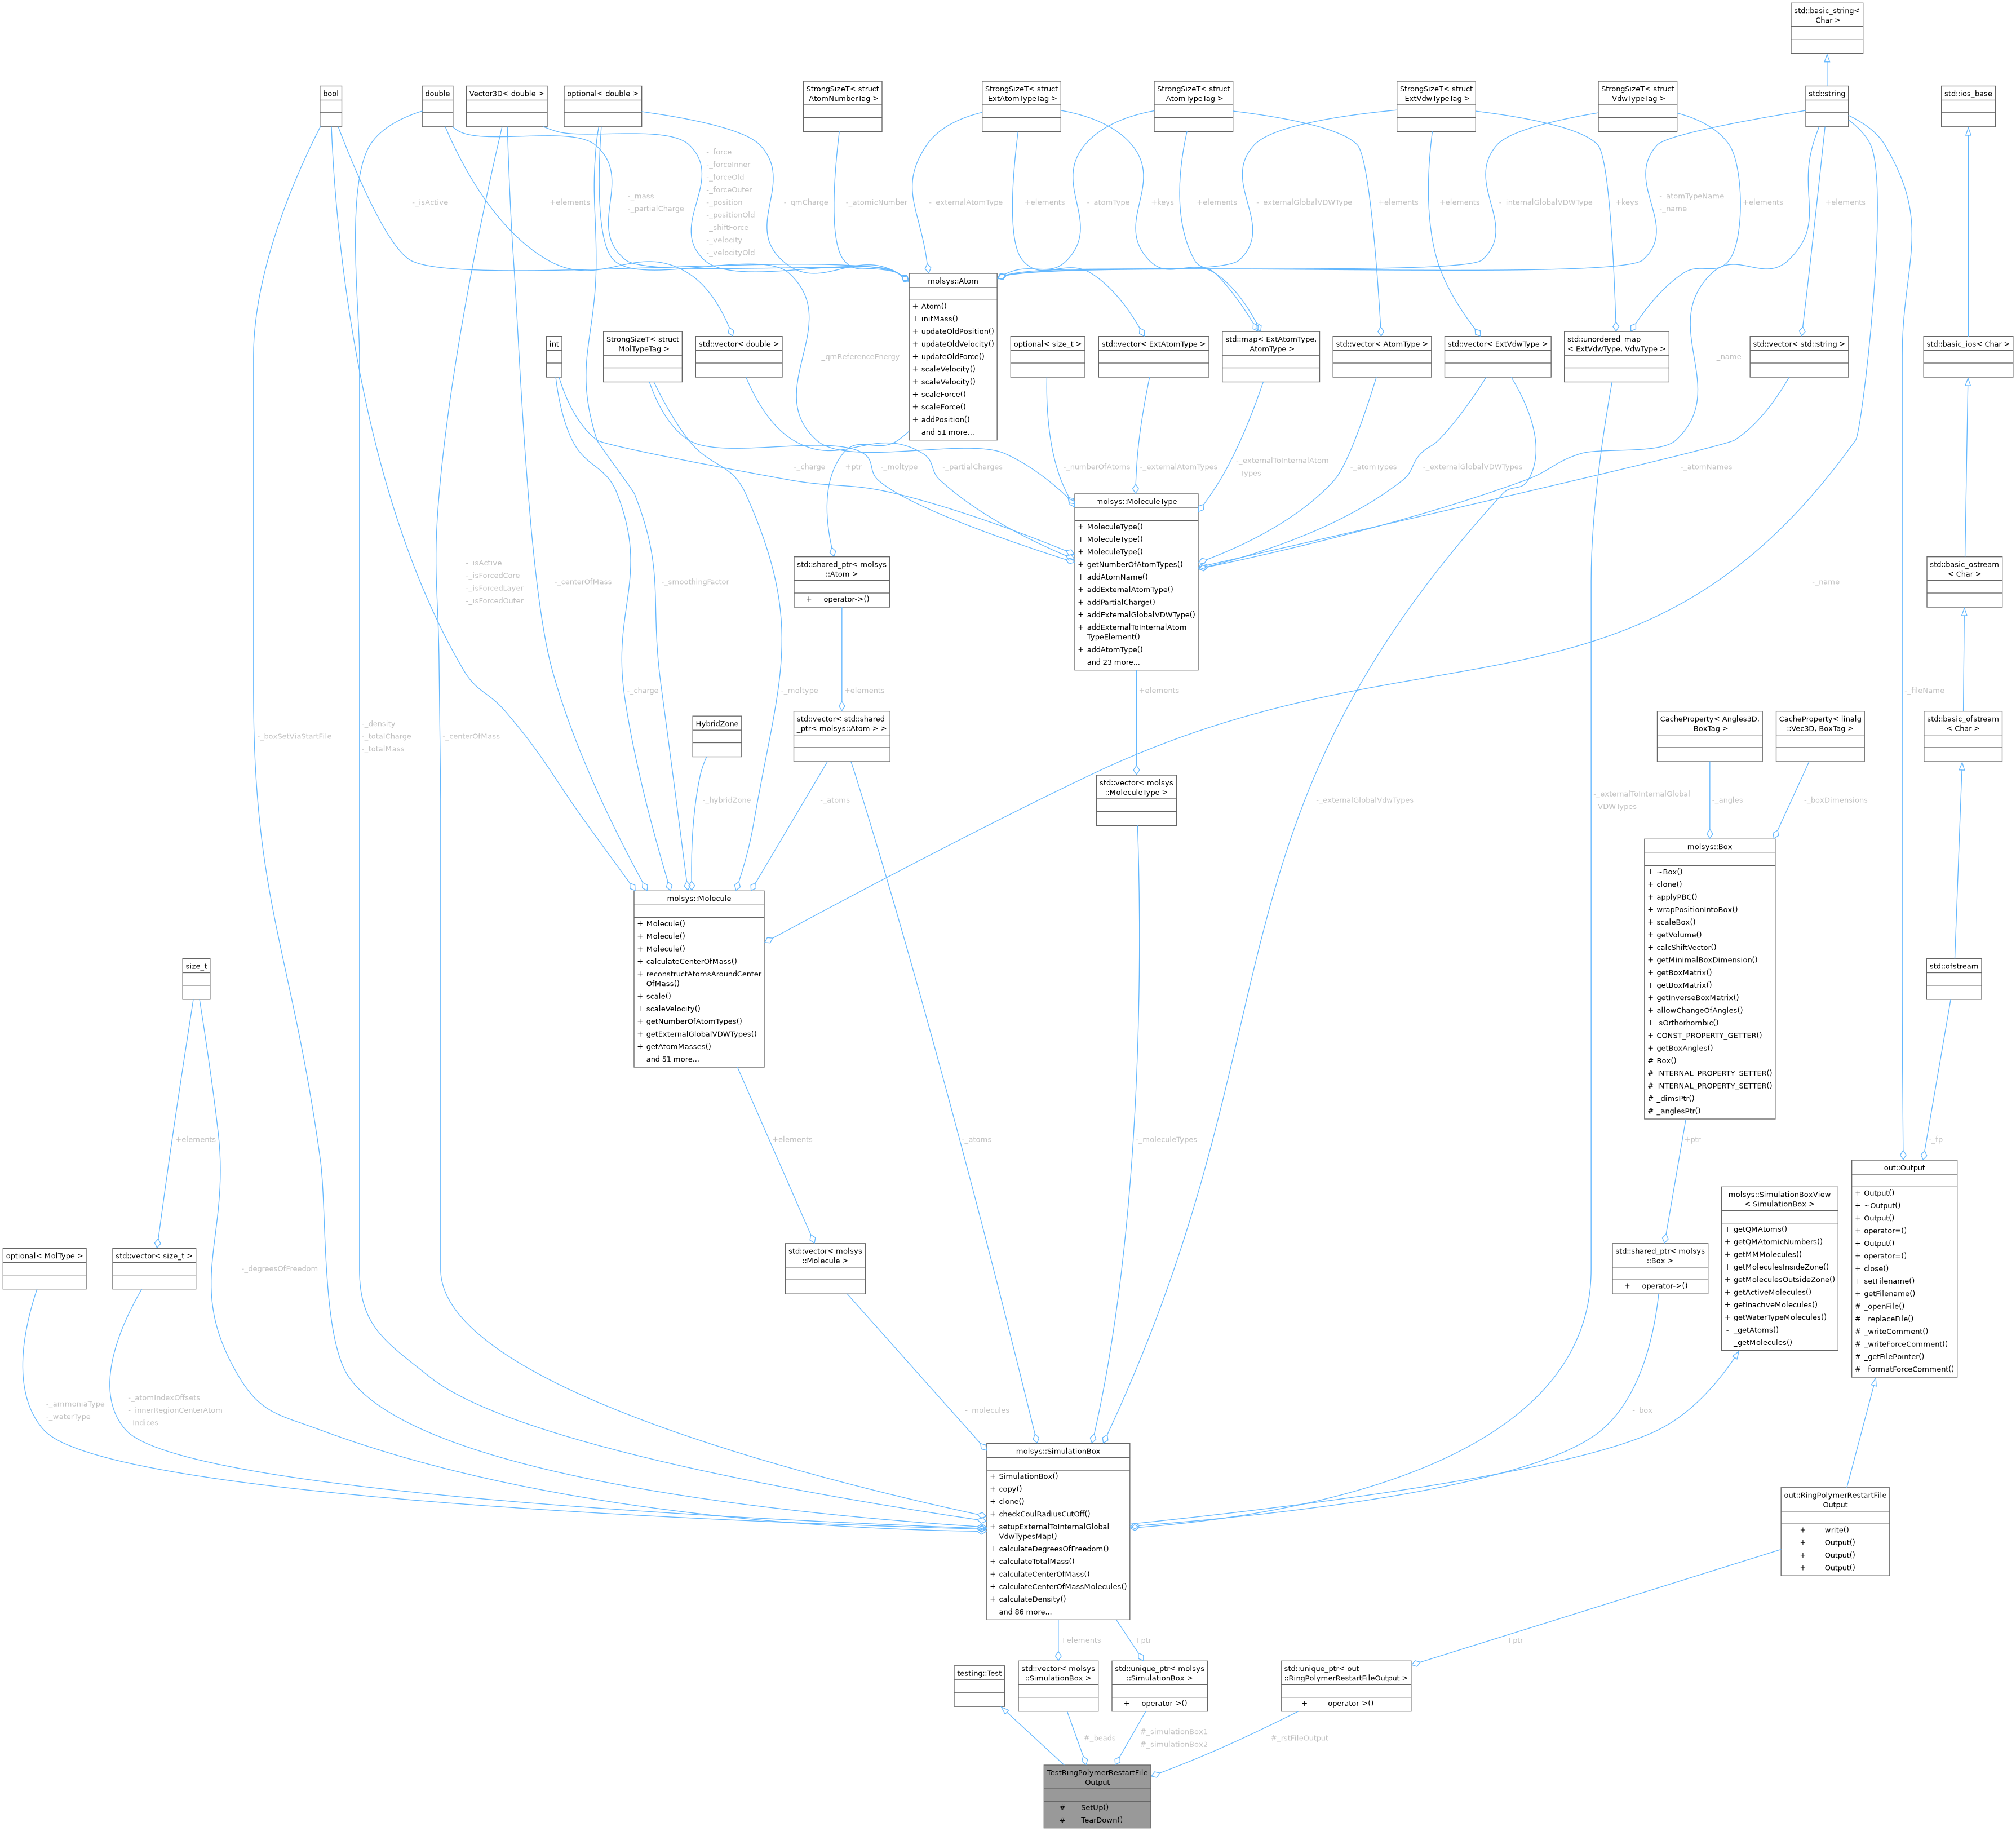 std::basic_string<
Char >
bool
double
Vector3D< double >
optional< double >
StrongSizeT< struct
AtomNumberTag >
StrongSizeT< struct
ExtAtomTypeTag >
StrongSizeT< struct
AtomTypeTag >
StrongSizeT< struct
ExtVdwTypeTag >
StrongSizeT< struct
VdwTypeTag >
std::string
std::ios_base
-_force
-_forceInner
-_forceOld
-_forceOuter
-_position
-_positionOld
-_shiftForce
-_velocity
-_velocityOld
-_isActive
+elements
-_mass
-_partialCharge
-_qmCharge
-_atomicNumber
-_externalAtomType
+elements
-_atomType
+keys
+elements
-_externalGlobalVDWType
+elements
+elements
-_internalGlobalVDWType
+keys
-_atomTypeName
-_name
+elements
+elements
molsys::Atom
+ Atom()
+ initMass()
+ updateOldPosition()
+ updateOldVelocity()
+ updateOldForce()
+ scaleVelocity()
+ scaleVelocity()
+ scaleForce()
+ scaleForce()
+ addPosition()
and 51 more...
int
StrongSizeT< struct
MolTypeTag >
std::vector< double >
-_qmReferenceEnergy
optional< size_t >
std::vector< ExtAtomType >
std::map< ExtAtomType,
AtomType >
std::vector< AtomType >
std::vector< ExtVdwType >
std::unordered_map
< ExtVdwType, VdwType >
-_name
std::vector< std::string >
std::basic_ios< Char >
-_charge
+ptr
-_moltype
-_partialCharges
-_numberOfAtoms
-_externalAtomTypes
-_externalToInternalAtom
Types
-_atomTypes
-_externalGlobalVDWTypes
-_atomNames
molsys::MoleculeType
+ MoleculeType()
+ MoleculeType()
+ MoleculeType()
+ getNumberOfAtomTypes()
+ addAtomName()
+ addExternalAtomType()
+ addPartialCharge()
+ addExternalGlobalVDWType()
+ addExternalToInternalAtom
TypeElement()
+ addAtomType()
and 23 more...
std::shared_ptr< molsys
::Atom >
+ operator->()
std::basic_ostream
< Char >
-_isActive
-_isForcedCore
-_isForcedLayer
-_isForcedOuter
-_centerOfMass
-_smoothingFactor
-_name
-_charge
-_moltype
+elements
+elements
-_fileName
HybridZone
std::vector< std::shared
_ptr< molsys::Atom > >
CacheProperty< Angles3D,
BoxTag >
CacheProperty< linalg
::Vec3D, BoxTag >
std::basic_ofstream
< Char >
-_boxSetViaStartFile
-_density
-_totalCharge
-_totalMass
-_centerOfMass
-_hybridZone
-_atoms
std::vector< molsys
::MoleculeType >
-_externalGlobalVdwTypes
-_externalToInternalGlobal
VDWTypes
-_angles
-_boxDimensions
molsys::Box
+ ~Box()
+ clone()
+ applyPBC()
+ wrapPositionIntoBox()
+ scaleBox()
+ getVolume()
+ calcShiftVector()
+ getMinimalBoxDimension()
+ getBoxMatrix()
+ getBoxMatrix()
+ getInverseBoxMatrix()
+ allowChangeOfAngles()
+ isOrthorhombic()
+ CONST_PROPERTY_GETTER()
+ getBoxAngles()
# Box()
# INTERNAL_PROPERTY_SETTER()
# INTERNAL_PROPERTY_SETTER()
# _dimsPtr()
# _anglesPtr()
molsys::Molecule
+ Molecule()
+ Molecule()
+ Molecule()
+ calculateCenterOfMass()
+ reconstructAtomsAroundCenter
OfMass()
+ scale()
+ scaleVelocity()
+ getNumberOfAtomTypes()
+ getExternalGlobalVDWTypes()
+ getAtomMasses()
and 51 more...
size_t
std::ofstream
+elements
+elements
-_atoms
-_moleculeTypes
+ptr
-_fp
out::Output
+ Output()
+ ~Output()
+ Output()
+ operator=()
+ Output()
+ operator=()
+ close()
+ setFilename()
+ getFilename()
# _openFile()
# _replaceFile()
# _writeComment()
# _writeForceComment()
# _getFilePointer()
# _formatForceComment()
molsys::SimulationBoxView
< SimulationBox >
+ getQMAtoms()
+ getQMAtomicNumbers()
+ getMMMolecules()
+ getMoleculesInsideZone()
+ getMoleculesOutsideZone()
+ getActiveMolecules()
+ getInactiveMolecules()
+ getWaterTypeMolecules()
- _getAtoms()
- _getMolecules()
optional< MolType >
std::vector< size_t >
-_degreesOfFreedom
std::vector< molsys
::Molecule >
std::shared_ptr< molsys
::Box >
+ operator->()
-_ammoniaType
-_waterType
-_atomIndexOffsets
-_innerRegionCenterAtom
Indices
-_molecules
-_box
molsys::SimulationBox
+ SimulationBox()
+ copy()
+ clone()
+ checkCoulRadiusCutOff()
+ setupExternalToInternalGlobal
VdwTypesMap()
+ calculateDegreesOfFreedom()
+ calculateTotalMass()
+ calculateCenterOfMass()
+ calculateCenterOfMassMolecules()
+ calculateDensity()
and 86 more...
out::RingPolymerRestartFile
Output
+ write()
+ Output()
+ Output()
+ Output()
+elements
+ptr
+ptr
testing::Test
std::vector< molsys
::SimulationBox >
std::unique_ptr< molsys
::SimulationBox >
+ operator->()
std::unique_ptr< out
::RingPolymerRestartFileOutput >
+ operator->()
#_beads
#_simulationBox1
#_simulationBox2
#_rstFileOutput
TestRingPolymerRestartFile
Output
# SetUp()
# TearDown()